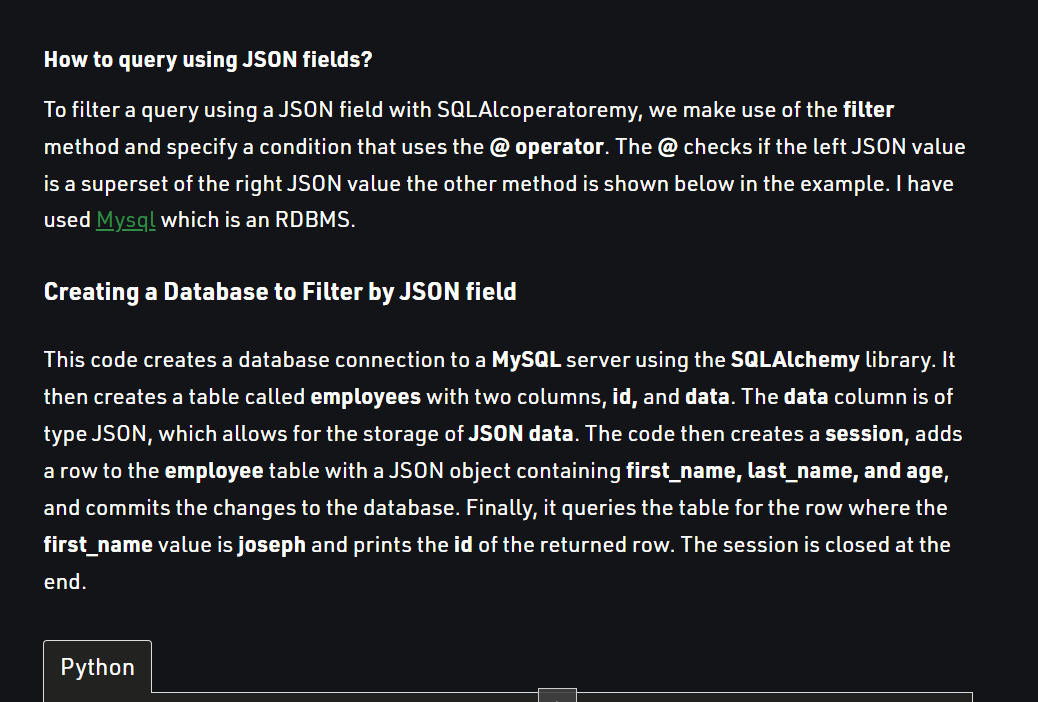 How to query using JSON fields?
To filter a query using a JSON field with SQLAlcoperatoremy, we make use of the filter
method and specify a condition that uses the @ operator. The @ checks if the left JSON value
is a superset of the right JSON value the other method is shown below in the example. I have
used Mysql which is an RDBMS.
Creating a Database to Filter by JSON field
This code creates a database connection to a MySQL server using the SQLAlchemy library. It
then creates a table called employees with two columns, id, and data. The data column is of
type JSON, which allows for the storage of JSON data. The code then creates a session, adds
a row to the employee table with a JSON object containing first_name, last_name, and age,
and commits the changes to the database. Finally, it queries the table for the row where the
first_name value is joseph and prints the id of the returned row. The session is closed at the
end.
Python